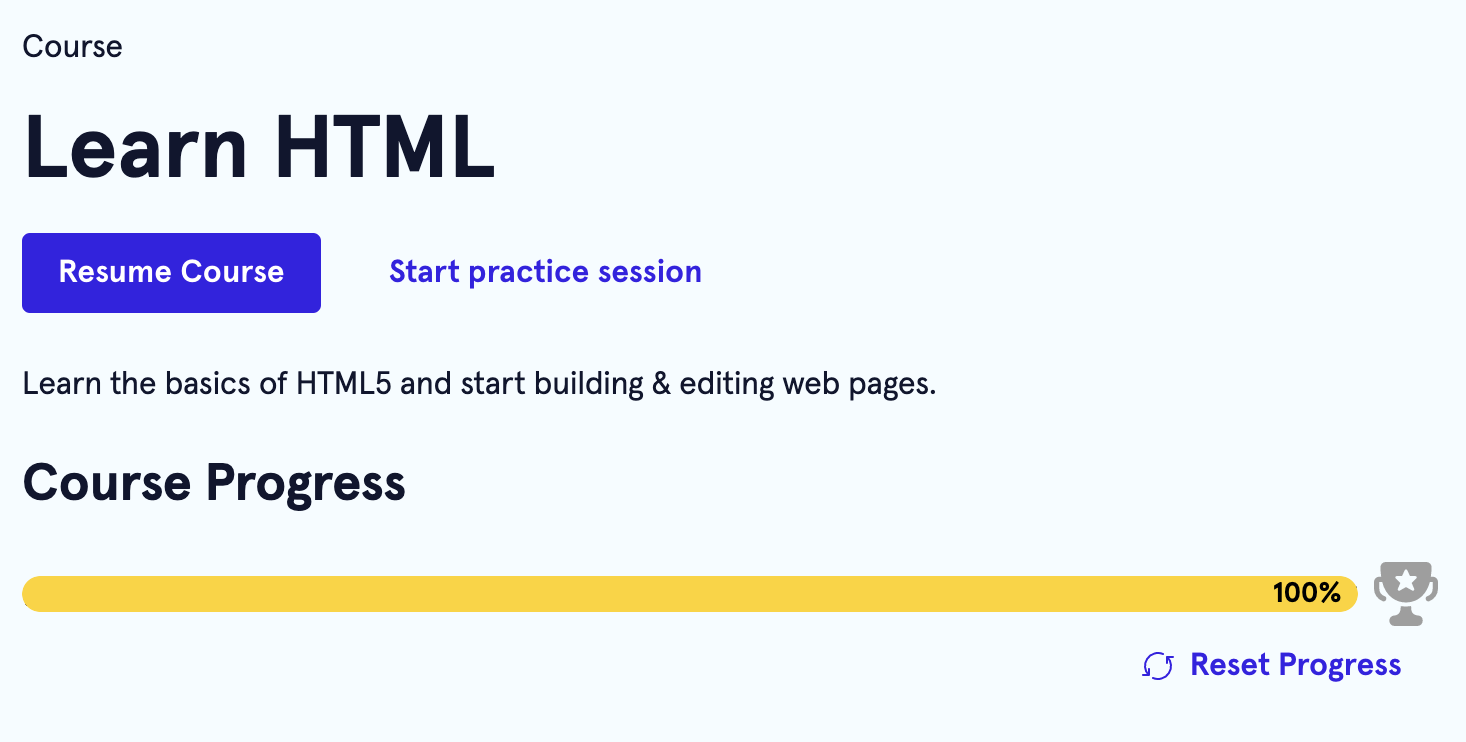 Course
Learn HTML
Resume Course Start practice session
Learn the basics of HTML5 and start building & editing web pages.
Course Progress
100%
Reset Progress